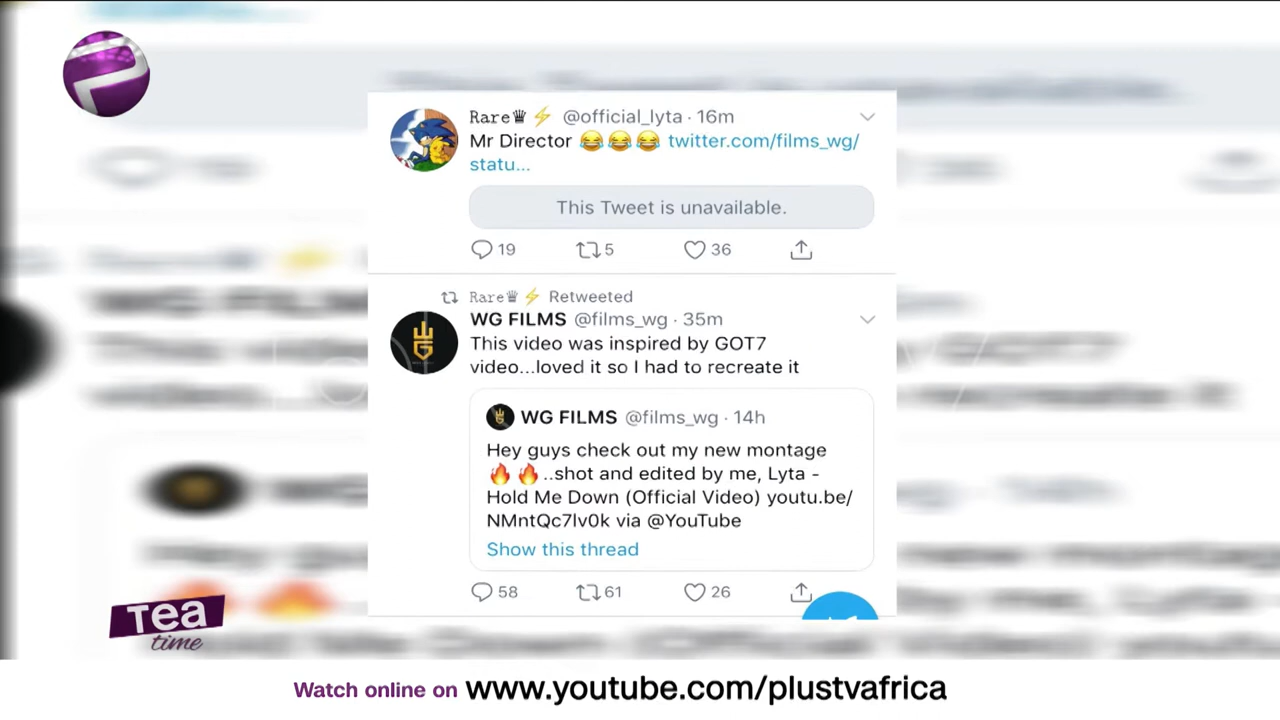 Rare♛⚡ @official_lyta · 16m
Mr Director 😂😂😂 twitter.com/films_wg/
statu...
This Tweet is unavailable.
19 5 36
Rare♛⚡ Retweeted
WG FILMS @films_wg · 35m
This video was inspired by GOT7
video...loved it so I had to recreate it
WG FILMS @films_wg · 14h
Hey guys check out my new montage
🔥🔥..shot and edited by me, Lyta -
Hold Me Down (Official Video) youtu.be/
NMntQc7lv0k via @YouTube
Show this thread
58 61 26
Tea
time
Watch online on www.youtube.com/plustvafrica